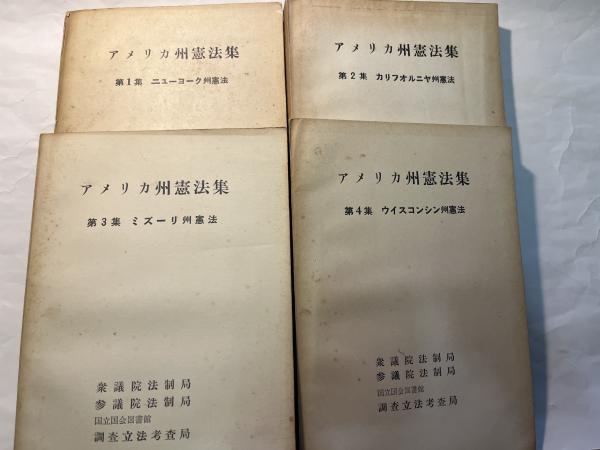 アメリカ州憲法集
第1集 ニューヨーク州憲法
アメリカ州憲法集
第2集 カリフオルニヤ州憲法
アメリカ州憲法集
第3集 ミズーリ州憲法
衆議院法制局
参議院法制局
国立国会図書館
調査立法考査局
アメリカ州憲法集
第4集 ウイスコンシン州憲法
衆議院法制局
参議院法制局
国立国会図書館
調査立法考査局